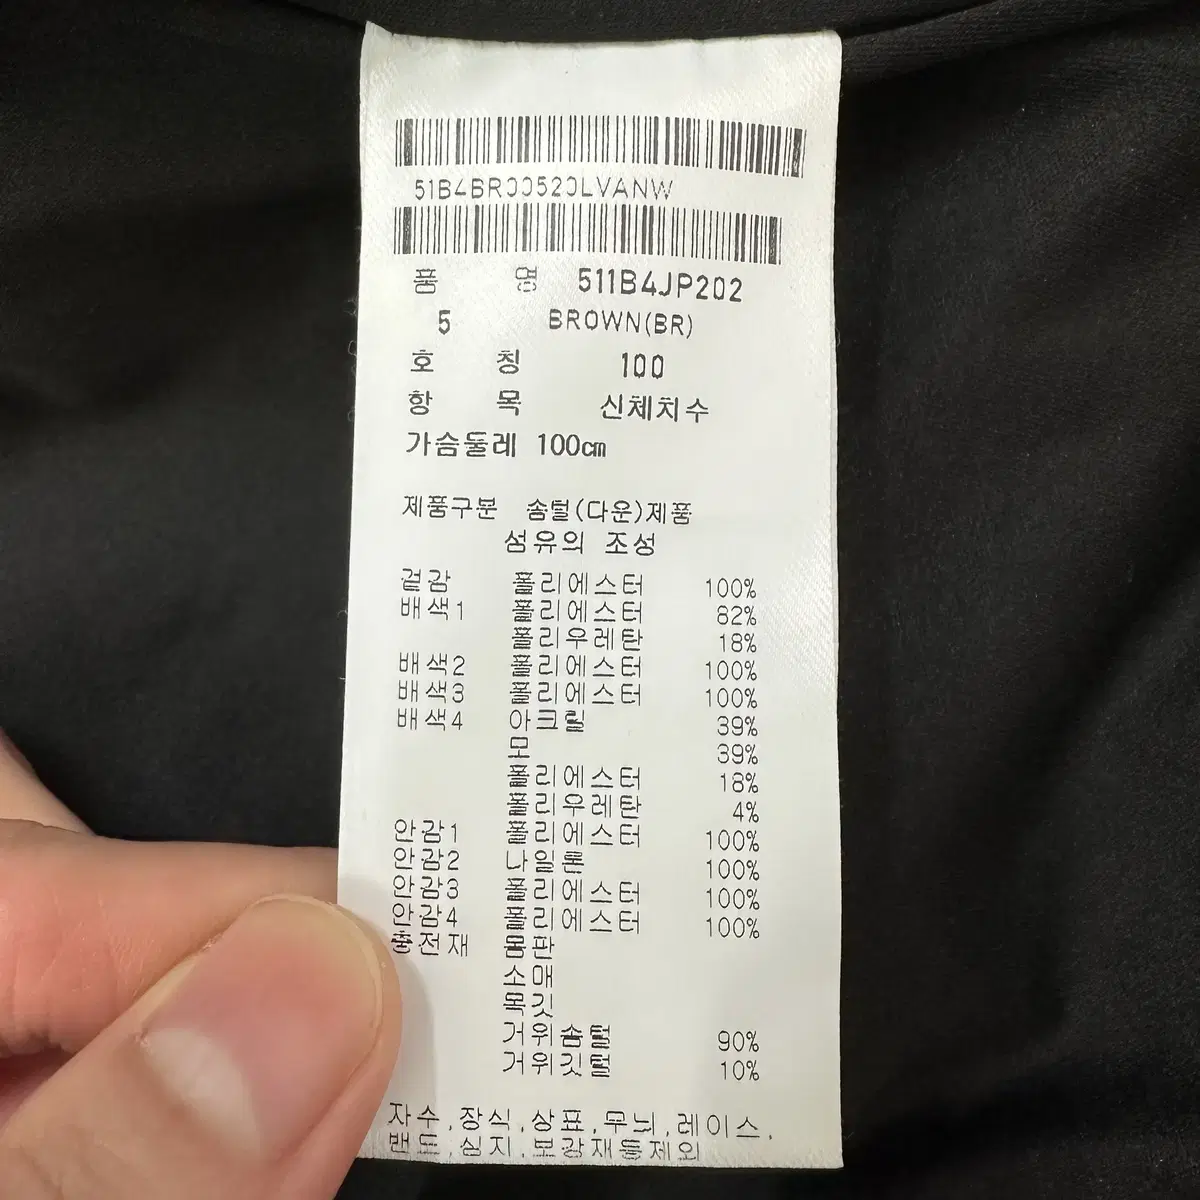 51B4BR00520LVANW
품 명 511B4JP202
5 BROWN(BR)
호 칭 100
항 목 신체치수
가슴둘레 100㎝
제품구분 솜털(다운)제품
섬유의 조성
겉감 폴리에스터 100%
배색1 폴리에스터 82%
폴리우레탄 18%
배색2 폴리에스터 100%
배색3 폴리에스터 100%
배색4 아크릴 39%
모 39%
폴리에스터 18%
폴리우레탄 4%
안감1 폴리에스터 100%
안감2 나일론 100%
안감3 폴리에스터 100%
안감4 폴리에스터 100%
충전재 몸판
소매
목깃
거위솜털 90%
거위깃털 10%
자수,장식,상표,무늬,레이스,
밴드,심지,보강재등제외